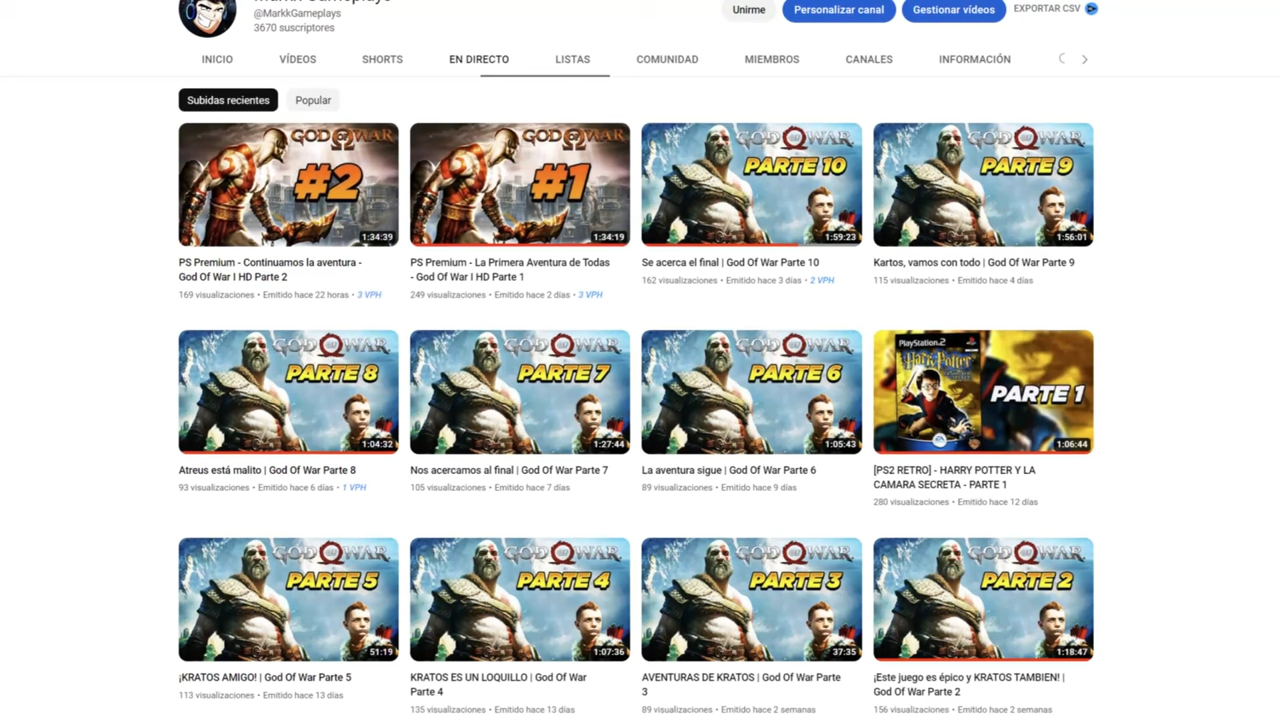 @MarkkGameplays
3670 suscriptores
Unirme
Personalizar canal
Gestionar vídeos
EXPORTAR CSV
INICIO
VÍDEOS
SHORTS
EN DIRECTO
LISTAS
COMUNIDAD
MIEMBROS
CANALES
INFORMACIÓN
Subidas recientes
Popular
GOD OF WAR
#2
1:34:39
GOD OF WAR
#1
1:34:19
GOD OF WAR
PARTE 10
1:59:23
GOD OF WAR
PARTE 9
1:56:01
PS Premium - Continuamos la aventura -
God Of War I HD Parte 2
169 visualizaciones • Emitido hace 22 horas • 3 VPH
PS Premium - La Primera Aventura de Todas
- God Of War I HD Parte 1
249 visualizaciones • Emitido hace 2 días • 3 VPH
Se acerca el final | God Of War Parte 10
162 visualizaciones • Emitido hace 3 días • 2 VPH
Kartos, vamos con todo | God Of War Parte 9
115 visualizaciones • Emitido hace 4 días
GOD OF WAR
PARTE 8
1:04:32
GOD OF WAR
PARTE 7
1:27:44
GOD OF WAR
PARTE 6
1:05:43
PlayStation.2
Harry Potter
EA
PARTE 1
1:06:44
Atreus está malito | God Of War Parte 8
93 visualizaciones • Emitido hace 6 días • 1 VPH
Nos acercamos al final | God Of War Parte 7
105 visualizaciones • Emitido hace 7 días
La aventura sigue | God Of War Parte 6
89 visualizaciones • Emitido hace 9 días
[PS2 RETRO] - HARRY POTTER Y LA
CAMARA SECRETA - PARTE 1
280 visualizaciones • Emitido hace 12 días
GOD OF WAR
PARTE 5
51:19
GOD OF WAR
PARTE 4
1:07:36
GOD OF WAR
PARTE 3
37:35
GOD OF WAR
PARTE 2
1:18:47
¡KRATOS AMIGO! | God Of War Parte 5
113 visualizaciones • Emitido hace 13 días
KRATOS ES UN LOQUILLO | God Of War
Parte 4
135 visualizaciones • Emitido hace 13 días
AVENTURAS DE KRATOS | God Of War Parte
3
89 visualizaciones • Emitido hace 2 semanas
¡Este juego es épico y KRATOS TAMBIEN! |
God Of War Parte 2
156 visualizaciones • Emitido hace 2 semanas